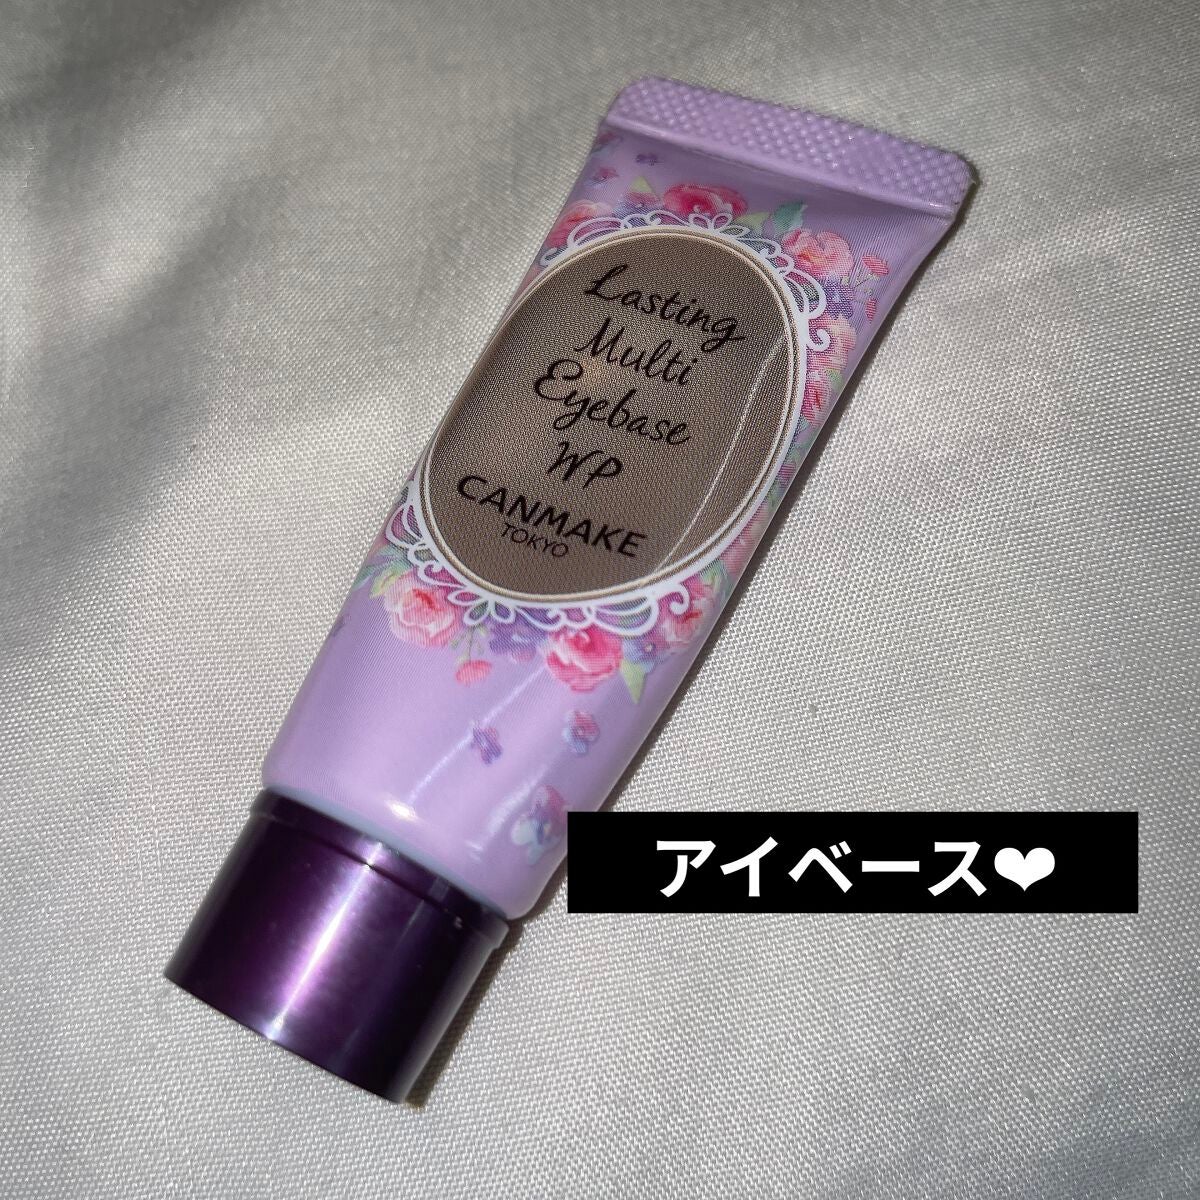 Lasting
Multi
Eyebase
WP
CANMAKE
TOKYO
アイベース❤